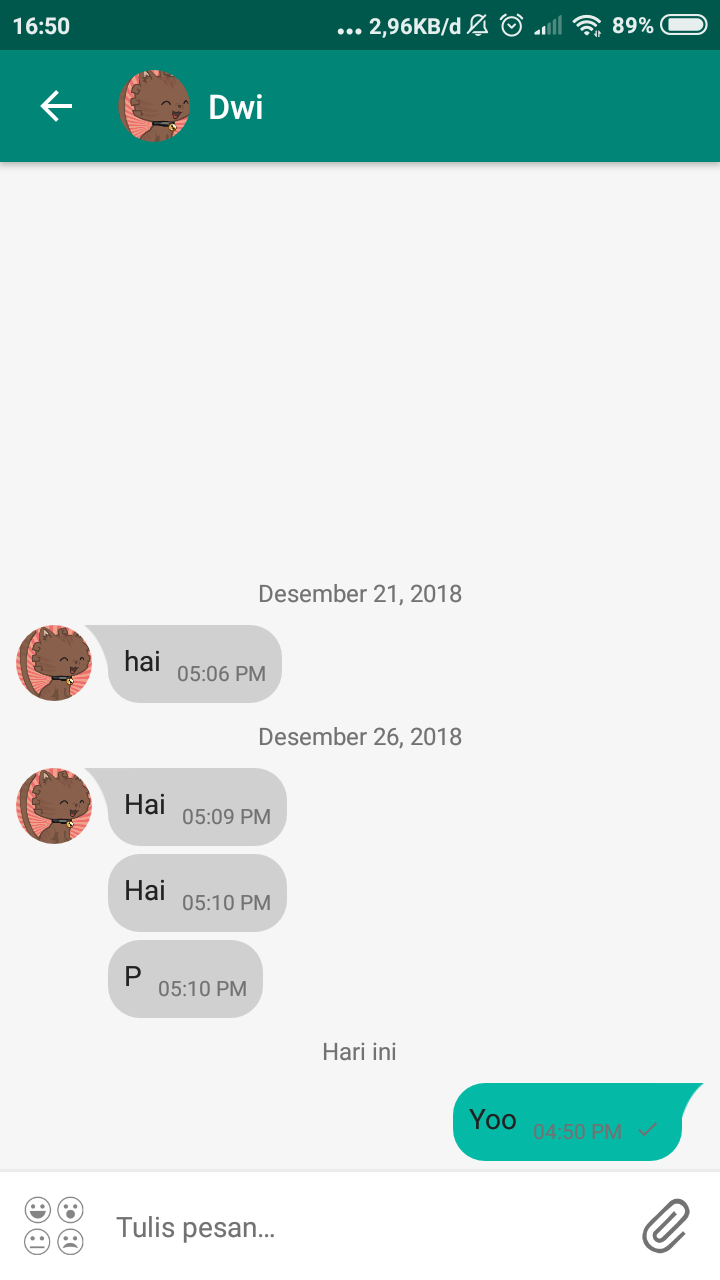 16:50 ... 2,96KB/d 89%
Dwi
Desember 21, 2018
hai 05:06 PM
Desember 26, 2018
Hai 05:09 PM
Hai 05:10 PM
P 05:10 PM
Hari ini
Yoo 04:50 PM
Tulis pesan...